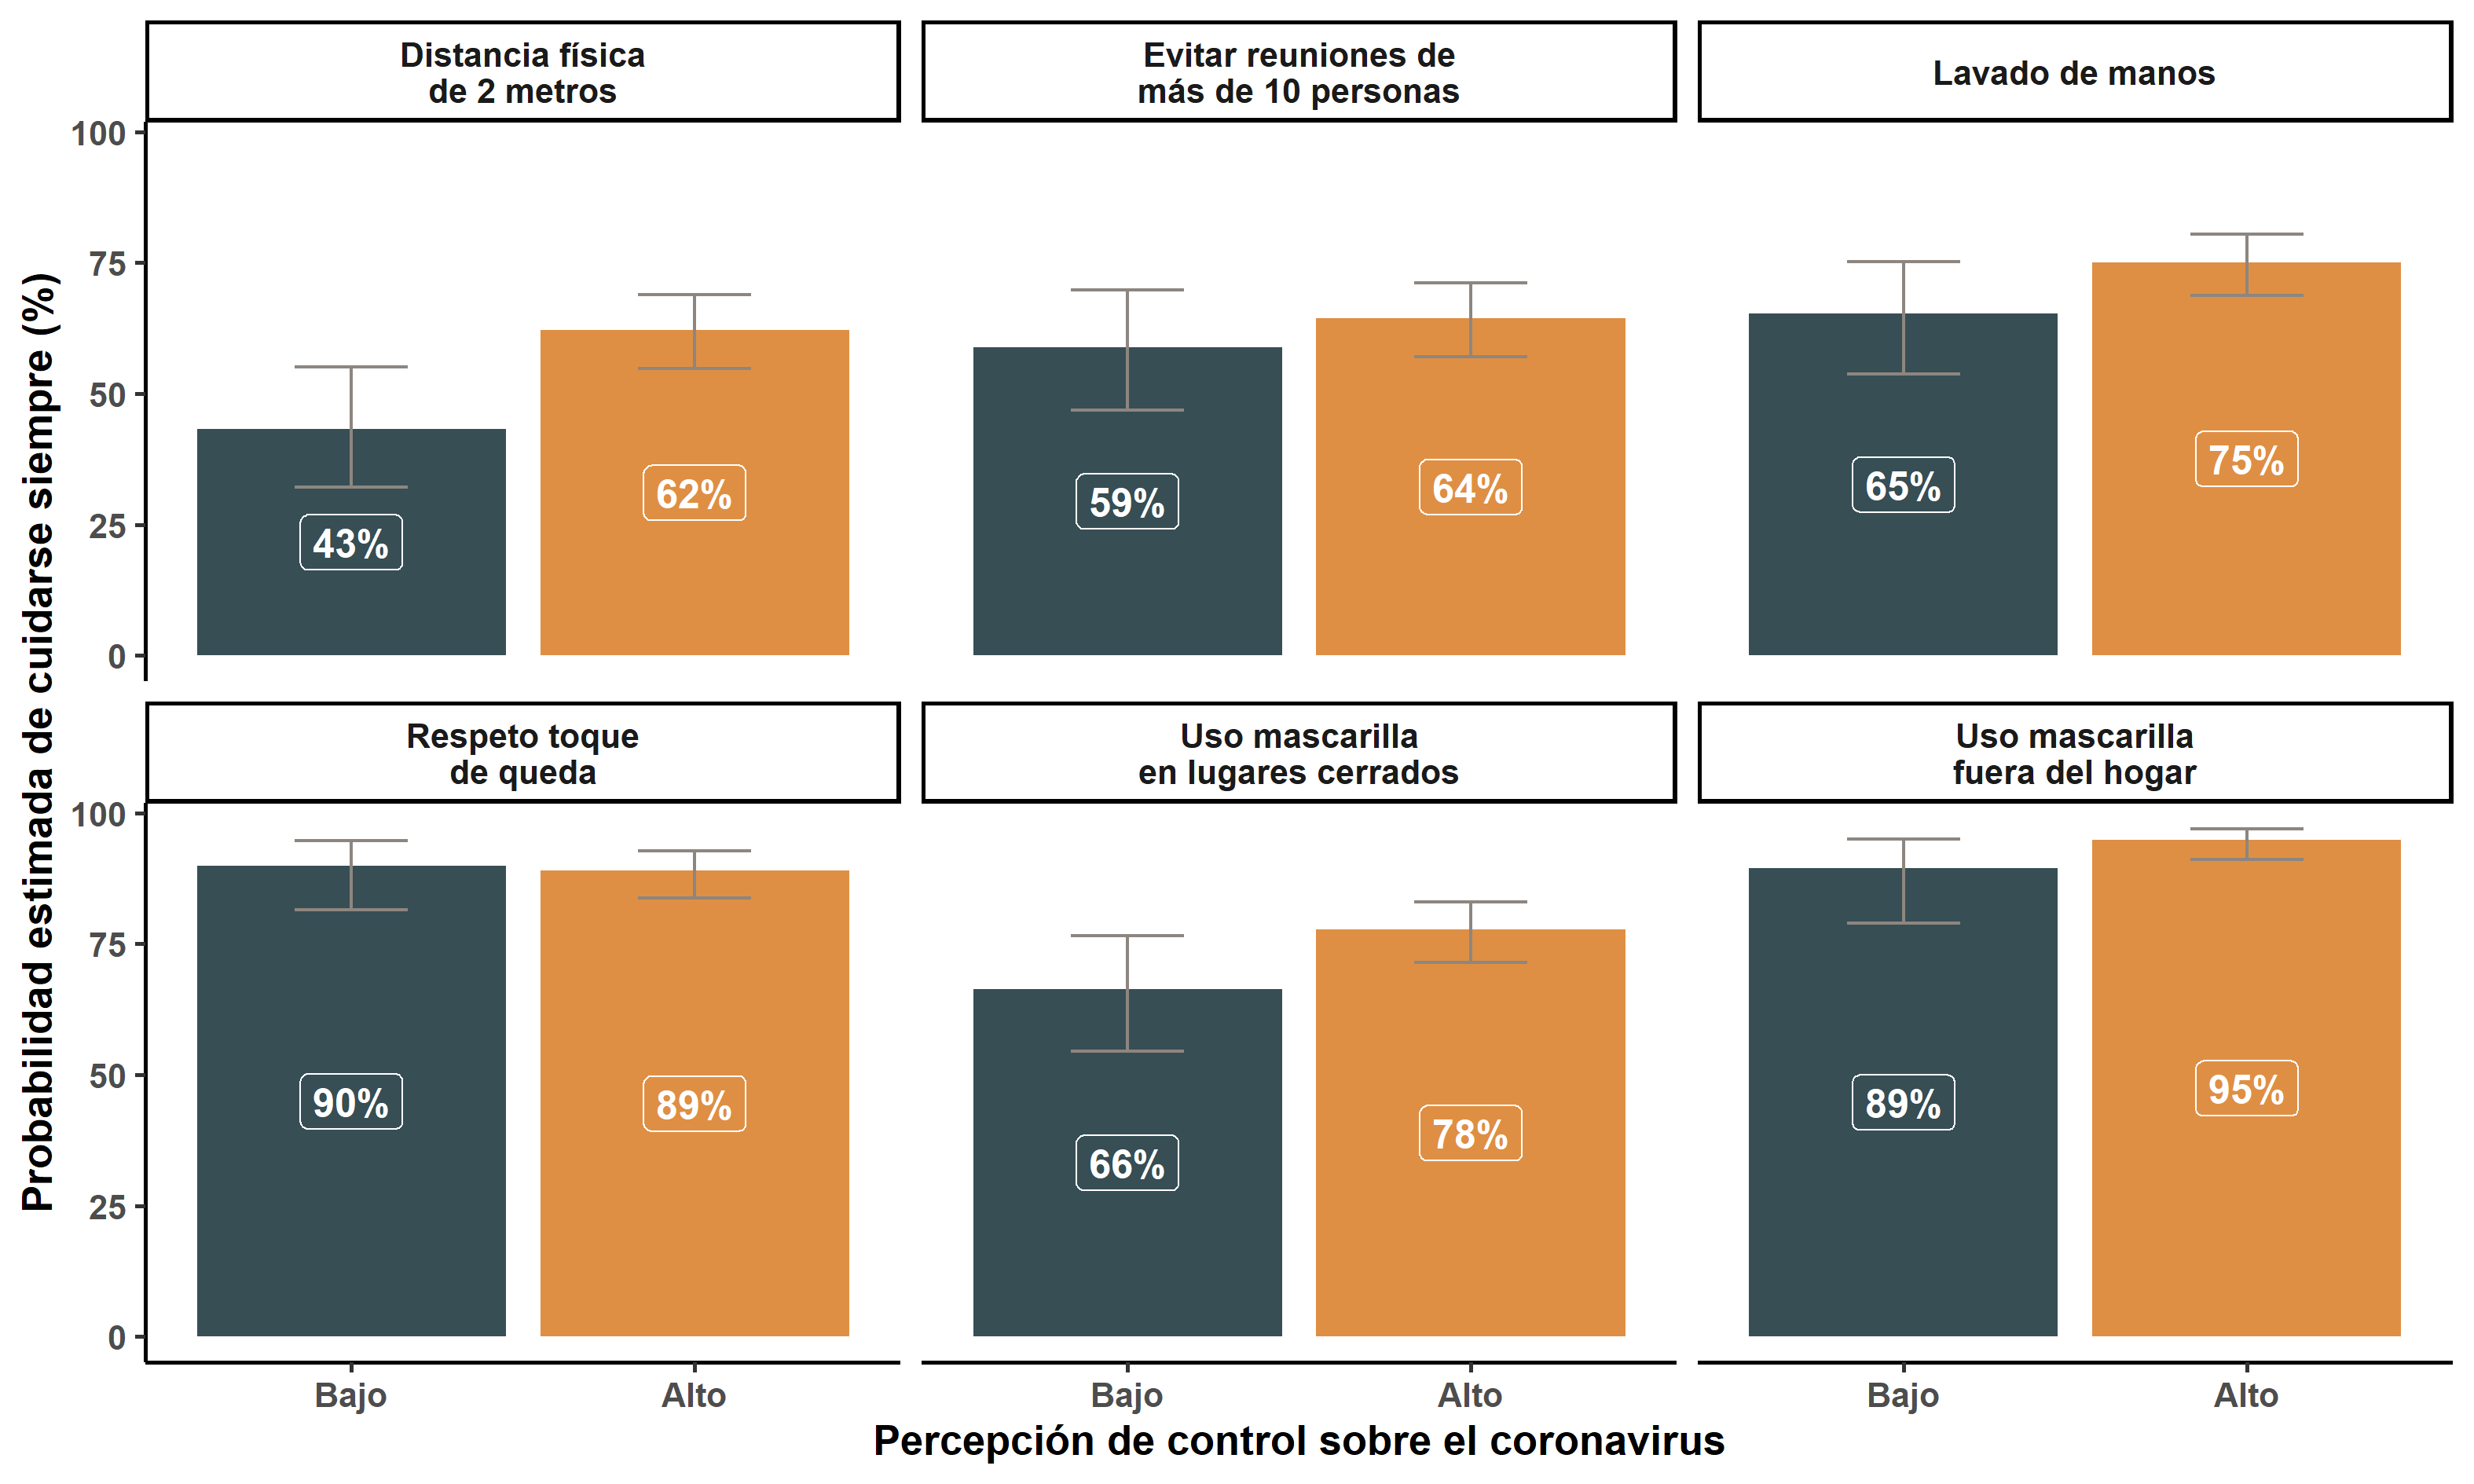 Distancia física
de 2 metros
Evitar reuniones de
más de 10 personas
Lavado de manos
100
75
50
25
0
43%
62%
59%
64%
65%
75%
Probabilidad estimada de cuidarse siempre (%)
Respeto toque
de queda
Uso mascarilla
en lugares cerrados
Uso mascarilla
fuera del hogar
100
75
50
25
0
90%
89%
66%
78%
89%
95%
Bajo
Alto
Bajo
Alto
Bajo
Alto
Percepción de control sobre el coronavirus